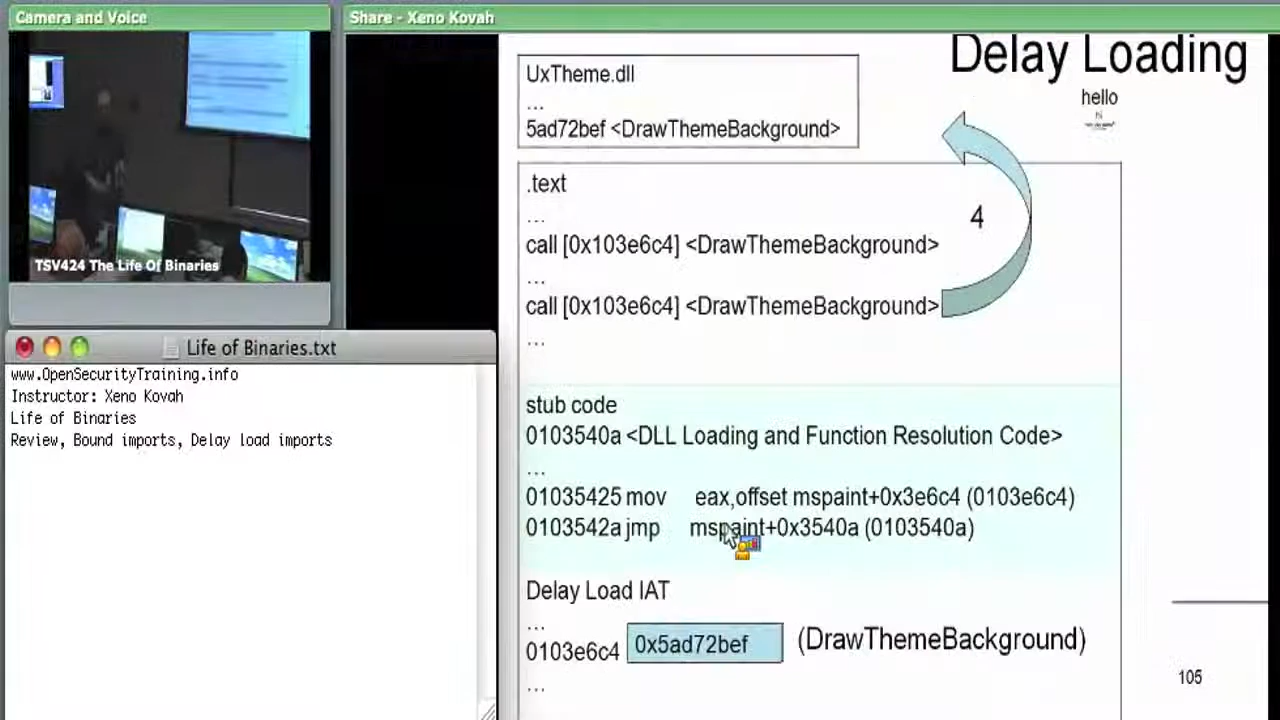 Camera and Voice
TSV424 The Life Of Binaries
Life of Binaries.txt
www.OpenSecurityTraining.info
Instructor: Xeno Kovah
Life of Binaries
Review, Bound imports, Delay load imports
Share - Xeno Kovah
Delay Loading
hello
hi
UxTheme.dll
...
5ad72bef <DrawThemeBackground>
.text
...
call [0x103e6c4] <DrawThemeBackground>
...
call [0x103e6c4] <DrawThemeBackground>
...
4
stub code
0103540a <DLL Loading and Function Resolution Code>
...
01035425 mov eax,offset mspaint+0x3e6c4 (0103e6c4)
0103542a jmp mspaint+0x3540a (0103540a)
Delay Load IAT
...
0103e6c4 0x5ad72bef (DrawThemeBackground)
...
105